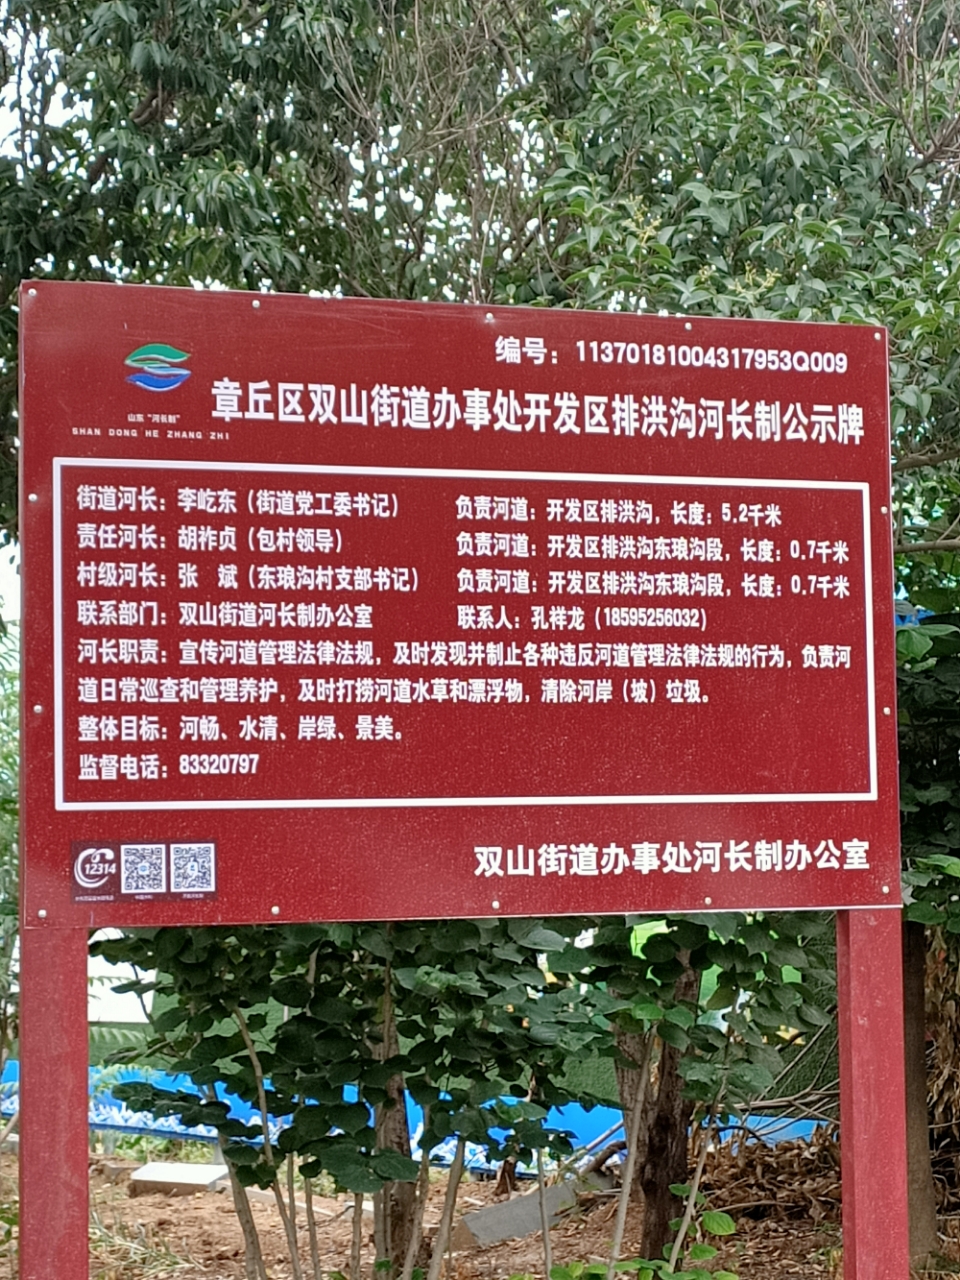 编号：11370181004317953Q009
山东“河长制”
SHAN DONG HE ZHANG ZHI
章丘区双山街道办事处开发区排洪沟河长制公示牌
街道河长：李屹东（街道党工委书记） 负责河道：开发区排洪沟，长度：5.2千米
责任河长：胡祚贞（包村领导） 负责河道：开发区排洪沟东琅沟段，长度：0.7千米
村级河长：张 斌（东琅沟村支部书记） 负责河道：开发区排洪沟东琅沟段，长度：0.7千米
联系部门：双山街道河长制办公室 联系人：孔祥龙（18595256032）
河长职责：宣传河道管理法律法规，及时发现并制止各种违反河道管理法律法规的行为，负责河
道日常巡查和管理养护，及时打捞河道水草和漂浮物，清除河岸（坡）垃圾。
整体目标：河畅、水清、岸绿、景美。
监督电话：83320797
12314
双山街道办事处河长制办公室